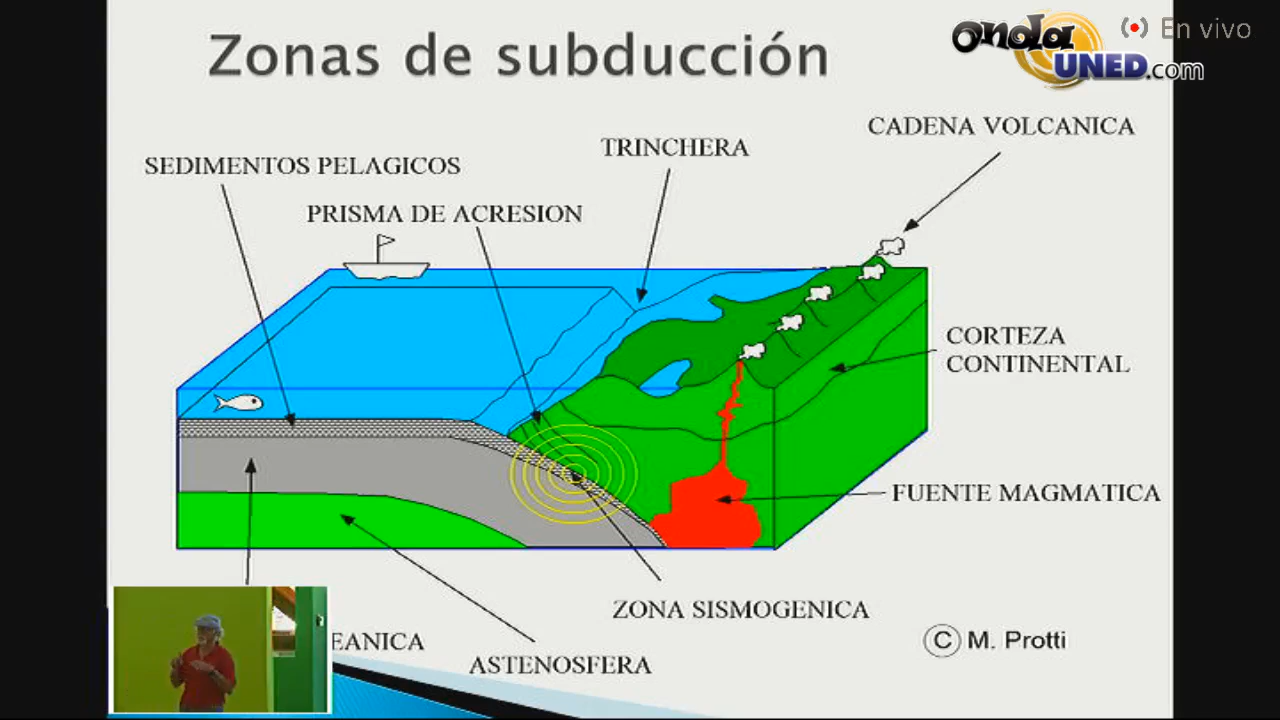 Zonas de subducción
onda
UNED.com
En vivo
CADENA VOLCANICA
TRINCHERA
SEDIMENTOS PELAGICOS
PRISMA DE ACRESION
CORTEZA
CONTINENTAL
FUENTE MAGMATICA
ZONA SISMOGENICA
EANICA
ASTENOSFERA
© M. Protti